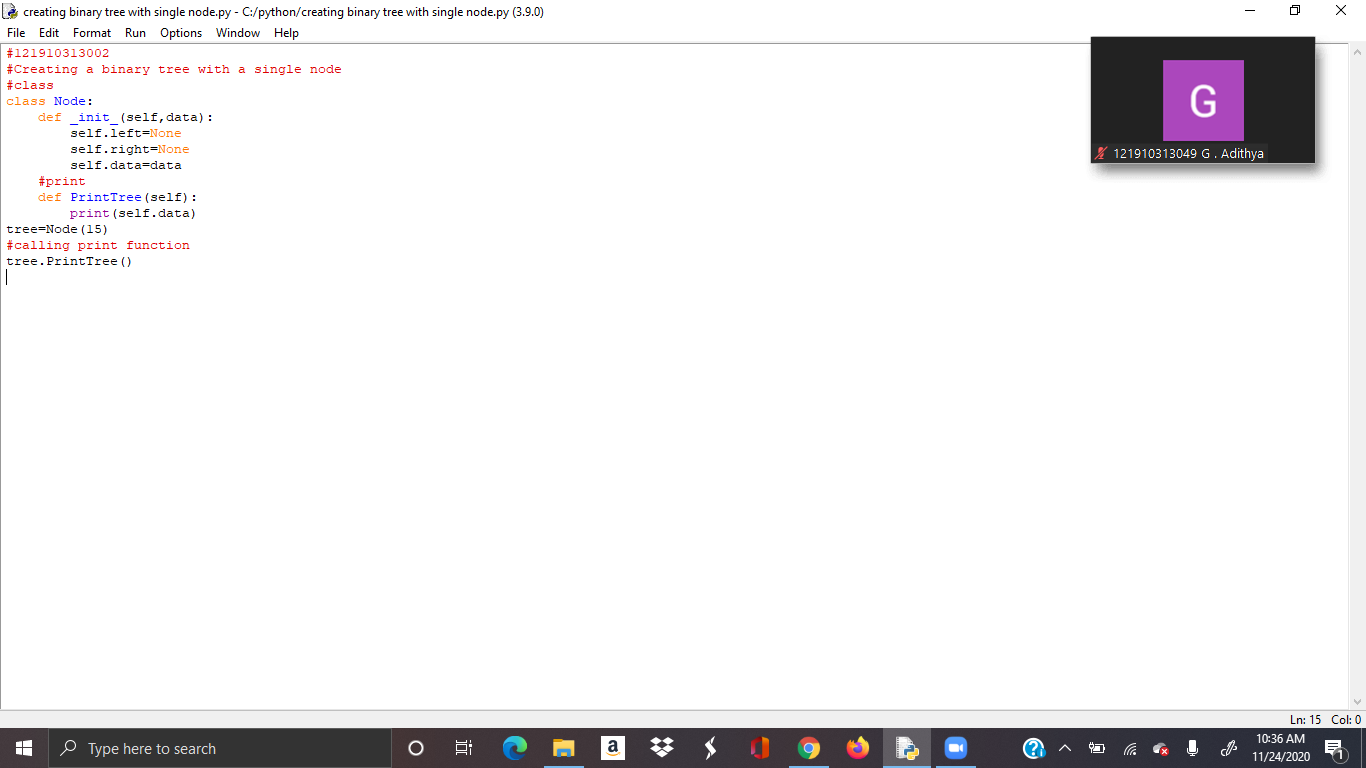 creating binary tree with single node.py - C:/python/creating binary tree with single node.py (3.9.0)
File Edit Format Run Options Window Help
#121910313002
#Creating a binary tree with a single node
#class
class Node:
    def _init_(self,data):
        self.left=None
        self.right=None
        self.data=data
    #print
    def PrintTree(self):
        print(self.data)
tree=Node(15)
#calling print function
tree.PrintTree()
G
121910313049 G . Adithya
Ln: 15 Col: 0
Type here to search
a
10:36 AM
11/24/2020
1